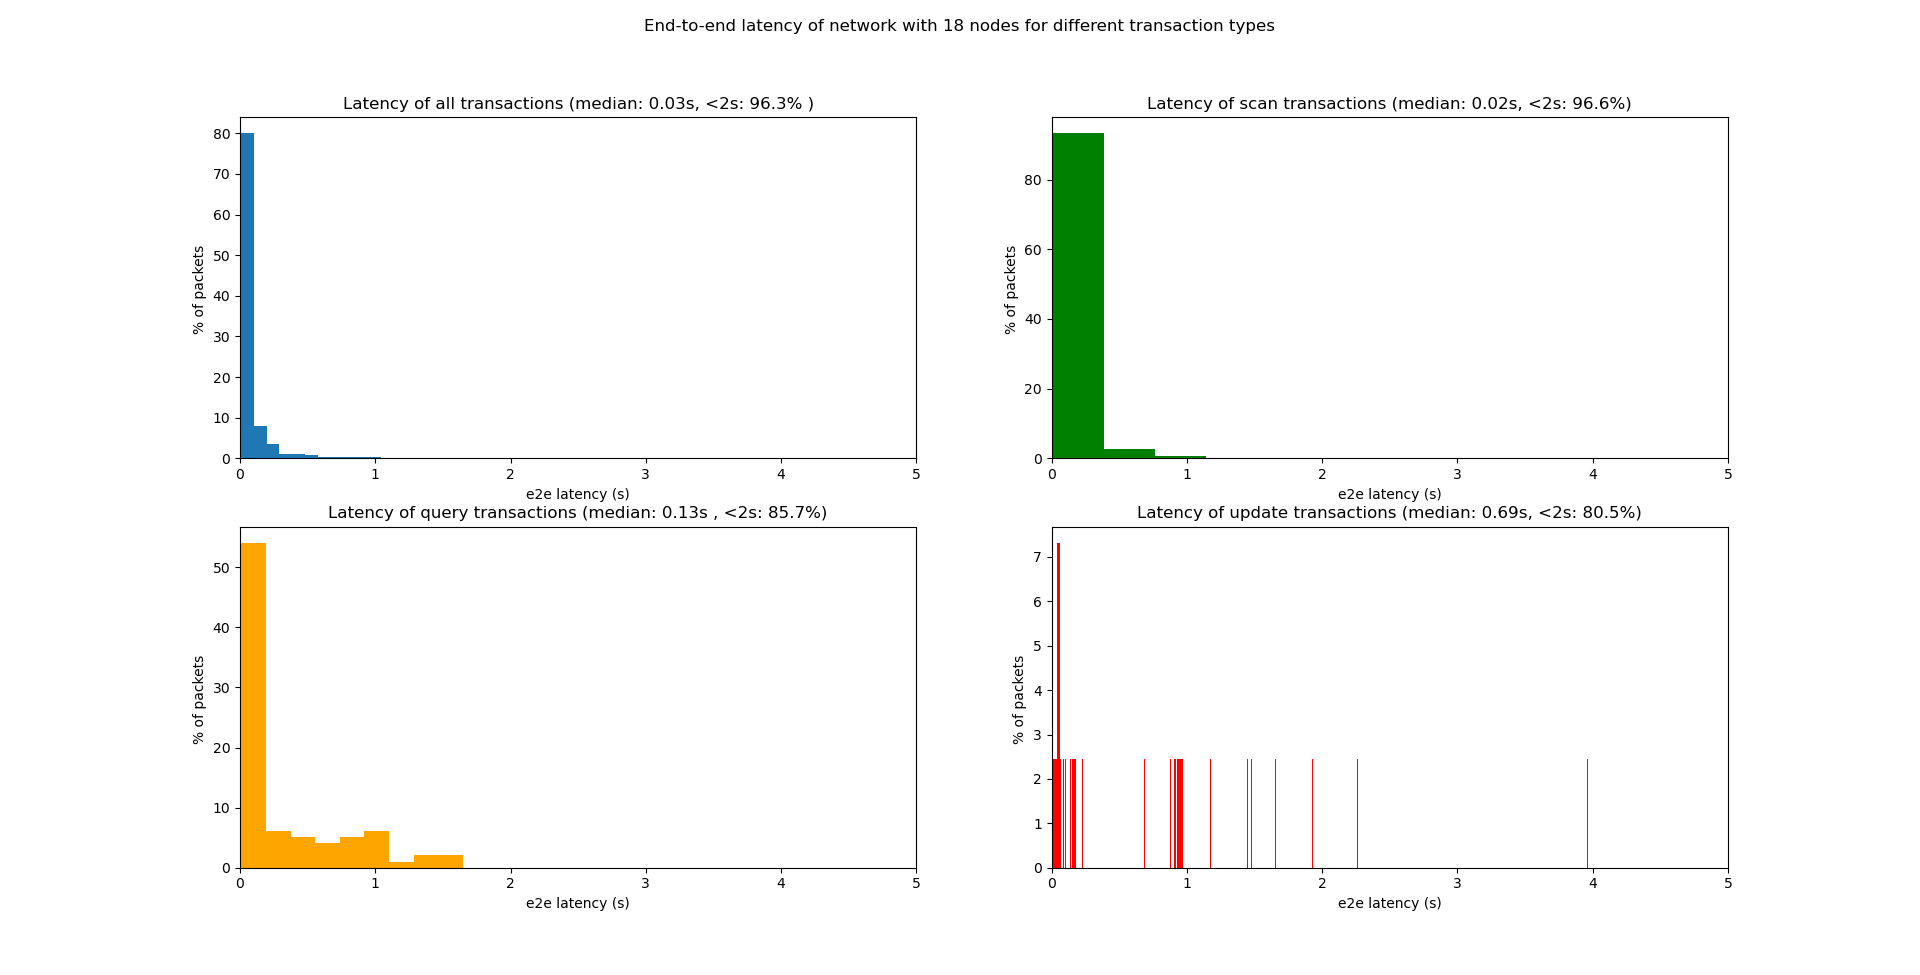 End-to-end latency of network with 18 nodes for different transaction types
Latency of all transactions (median: 0.03s, <2s: 96.3% )
80
70
60
50
40
30
20
10
0
% of packets
0 1 2 3 4 5
e2e latency (s)
Latency of scan transactions (median: 0.02s, <2s: 96.6%)
80
60
40
20
0
% of packets
0 1 2 3 4 5
e2e latency (s)
Latency of query transactions (median: 0.13s , <2s: 85.7%)
50
40
30
20
10
0
% of packets
0 1 2 3 4 5
e2e latency (s)
Latency of update transactions (median: 0.69s, <2s: 80.5%)
7
6
5
4
3
2
1
0
% of packets
0 1 2 3 4 5
e2e latency (s)